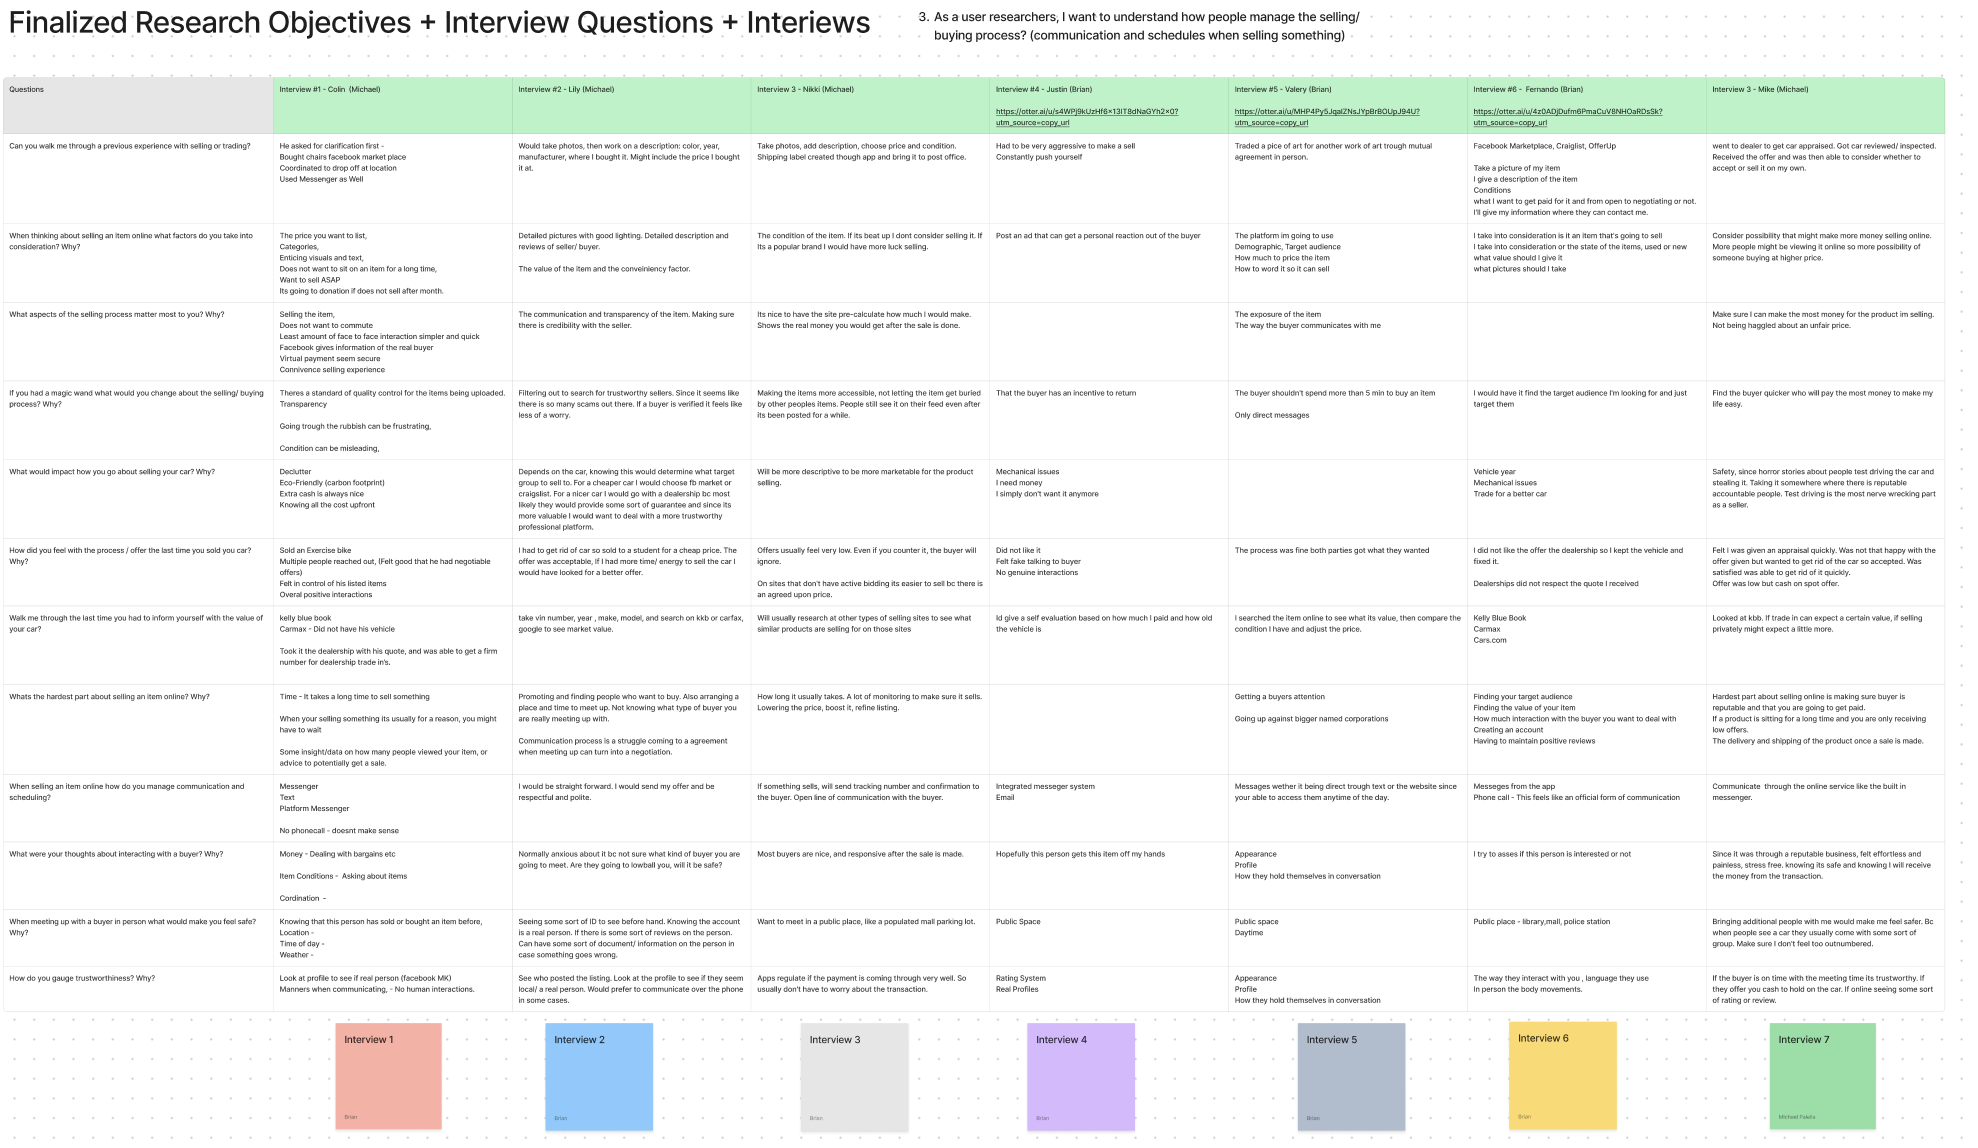 Finalized Research Objectives + Interview Questions + Interiews
3. As a user researchers, I want to understand how people manage the selling/
buying process? (communication and schedules when selling something)
Questions
Interview #1 - Colin (Michael)
Interview #2 - Lily (Michael)
Interview 3 - Nikki (Michael)
Interview #4 - Justin (Brian)
https://otter.ai/u/s4WPj9kUzHf6x13IT8dNaGYh2x0?
utm_source=copy_url
Interview #5 - Valery (Brian)
https://otter.ai/u/MHP4Py5JqalZNsJYpBrBOUpJ94U?
utm_source=copy_url
Interview #6 - Fernando (Brian)
https://otter.ai/u/4z0ADjDufm6PmaCuV8NHOaRDsSk?
utm_source=copy_url
Interview 3 - Mike (Michael)
Can you walk me through a previous experience with selling or trading?
He asked for clarification first -
Bought chairs facebook market place
Coordinated to drop off at location
Used Messenger as Well
Would take photos, then work on a description: color, year,
manufacturer, where I bought it. Might include the price I bought
it at.
Take photos, add description, choose price and condition.
Shipping label created though app and bring it to post office.
Had to be very aggressive to make a sell
Constantly push yourself
Traded a pice of art for another work of art trough mutual
agreement in person.
Facebook Marketplace, Craiglist, OfferUp
Take a picture of my item
I give a description of the item
Conditions
what I want to get paid for it and from open to negotiating or not.
I'll give my information where they can contact me.
went to dealer to get car appraised. Got car reviewed/ inspected.
Received the offer and was then able to consider whether to
accept or sell it on my own.
When thinking about selling an item online what factors do you take into
consideration? Why?
The price you want to list,
Categories,
Enticing visuals and text,
Does not want to sit on an item for a long time,
Want to sell ASAP
Its going to donation if does not sell after month.
Detailed pictures with good lighting. Detailed description and
reviews of seller/ buyer.
The value of the item and the conveiniency factor.
The condition of the item. If its beat up I dont consider selling it. If
Its a popular brand I would have more luck selling.
Post an ad that can get a personal reaction out of the buyer
The platform im going to use
Demographic, Target audience
How much to price the item
How to word it so it can sell
I take into consideration is it an item that's going to sell
I take into consideration or the state of the items, used or new
what value should I give it
what pictures should I take
Consider possibility that might make more money selling online.
More people might be viewing it online so more possibility of
someone buying at higher price.
What aspects of the selling process matter most to you? Why?
Selling the item,
Does not want to commute
Least amount of face to face interaction simpler and quick
Facebook gives information of the real buyer
Virtual payment seem secure
Connivence selling experience
The communication and transparency of the item. Making sure
there is credibility with the seller.
Its nice to have the site pre-calculate how much I would make.
Shows the real money you would get after the sale is done.
The exposure of the item
The way the buyer communicates with me
Make sure I can make the most money for the product im selling.
Not being haggled about an unfair price.
If you had a magic wand what would you change about the selling/ buying
process? Why?
Theres a standard of quality control for the items being uploaded.
Transparency
Going trough the rubbish can be frustrating,
Condition can be misleading,
Filtering out to search for trustworthy sellers. Since it seems like
there is so many scams out there. If a buyer is verified it feels like
less of a worry.
Making the items more accessible, not letting the item get buried
by other peoples items. People still see it on their feed even after
its been posted for a while.
That the buyer has an incentive to return
The buyer shouldn't spend more than 5 min to buy an item
Only direct messages
I would have it find the target audience I'm looking for and just
target them
Find the buyer quicker who will pay the most money to make my
life easy.
What would impact how you go about selling your car? Why?
Declutter
Eco-Friendly (carbon footprint)
Extra cash is always nice
Knowing all the cost upfront
Depends on the car, knowing this would determine what target
group to sell to. For a cheaper car I would choose fb market or
craigslist. For a nicer car I would go with a dealership bc most
likely they would provide some sort of guarantee and since its
more valuable I would want to deal with a more trustworthy
professional platform.
Will be more descriptive to be more marketable for the product
selling.
Mechanical issues
I need money
I simply don't want it anymore
Vehicle year
Mechanical issues
Trade for a better car
Safety, since horror stories about people test driving the car and
stealing it. Taking it somewhere where there is reputable
accountable people. Test driving is the most nerve wrecking part
as a seller.
How did you feel with the process / offer the last time you sold you car?
Why?
Sold an Exercise bike
Multiple people reached out, (Felt good that he had negotiable
offers)
Felt in control of his listed items
Overal positive interactions
I had to get rid of car so sold to a student for a cheap price. The
offer was acceptable, If I had more time/ energy to sell the car I
would have looked for a better offer.
Offers usually feel very low. Even if you counter it, the buyer will
ignore.
On sites that don't have active bidding its easier to sell bc there is
an agreed upon price.
Did not like it
Felt fake talking to buyer
No genuine interactions
The process was fine both parties got what they wanted
I did not like the offer the dealership so I kept the vehicle and
fixed it.
Dealerships did not respect the quote I received
Felt I was given an appraisal quickly. Was not that happy with the
offer given but wanted to get rid of the car so accepted. Was
satisfied was able to get rid of it quickly.
Offer was low but cash on spot offer.
Walk me through the last time you had to inform yourself with the value of
your car?
kelly blue book
Carmax - Did not have his vehicle
Took it the dealership with his quote, and was able to get a firm
number for dealership trade in's.
take vin number, year , make, model, and search on kkb or carfax,
google to see market value.
Will usually research at other types of selling sites to see what
similar products are selling for on those sites
Id give a self evaluation based on how much I paid and how old
the vehicle is
I searched the item online to see what its value, then compare the
condition I have and adjust the price.
Kelly Blue Book
Carmax
Cars.com
Looked at kbb. If trade in can expect a certain value, if selling
privately might expect a little more.
Whats the hardest part about selling an item online? Why?
Time - It takes a long time to sell something
When your selling something its usually for a reason, you might
have to wait
Some insight/data on how many people viewed your item, or
advice to potentially get a sale.
Promoting and finding people who want to buy. Also arranging a
place and time to meet up. Not knowing what type of buyer you
are really meeting up with.
Communication process is a struggle coming to a agreement
when meeting up can turn into a negotiation.
How long it usually takes. A lot of monitoring to make sure it sells.
Lowering the price, boost it, refine listing.
Getting a buyers attention
Going up against bigger named corporations
Finding your target audience
Finding the value of your item
How much interaction with the buyer you want to deal with
Creating an account
Having to maintain positive reviews
Hardest part about selling online is making sure buyer is
reputable and that you are going to get paid.
If a product is sitting for a long time and you are only receiving
low offers.
The delivery and shipping of the product once a sale is made.
When selling an item online how do you manage communication and
scheduling?
Messenger
Text
Platform Messenger
No phonecall - doesnt make sense
I would be straight forward. I would send my offer and be
respectful and polite.
If something sells, will send tracking number and confirmation to
the buyer. Open line of communication with the buyer.
Integrated messeger system
Email
Messages wether it being direct trough text or the website since
your able to access them anytime of the day.
Messeges from the app
Phone call - This feels like an official form of communication
Communicate through the online service like the built in
messenger.
What were your thoughts about interacting with a buyer? Why?
Money - Dealing with bargains etc
Item Conditions - Asking about items
Cordination -
Normally anxious about it bc not sure what kind of buyer you are
going to meet. Are they going to lowball you, will it be safe?
Most buyers are nice, and responsive after the sale is made.
Hopefully this person gets this item off my hands
Appearance
Profile
How they hold themselves in conversation
I try to asses if this person is interested or not
Since it was through a reputable business, felt effortless and
painless, stress free. knowing its safe and knowing I will receive
the money from the transaction.
When meeting up with a buyer in person what would make you feel safe?
Why?
Knowing that this person has sold or bought an item before,
Location -
Time of day -
Weather -
Seeing some sort of ID to see before hand. Knowing the account
is a real person. If there is some sort of reviews on the person.
Can have some sort of document/ information on the person in
case something goes wrong.
Want to meet in a public place, like a populated mall parking lot.
Public Space
Public space
Daytime
Public place - library,mall, police station
Bringing additional people with me would make me feel safer. Bc
when people see a car they usually come with some sort of
group. Make sure I don't feel too outnumbered.
How do you gauge trustworthiness? Why?
Look at profile to see if real person (facebook MK)
Manners when communicating, - No human interactions.
See who posted the listing. Look at the profile to see if they seem
local/ a real person. Would prefer to communicate over the phone
in some cases.
Apps regulate if the payment is coming through very well. So
usually don't have to worry about the transaction.
Rating System
Real Profiles
Appearance
Profile
How they hold themselves in conversation
The way they interact with you , language they use
In person the body movements.
If the buyer is on time with the meeting time its trustworthy. If
they offer you cash to hold on the car. If online seeing some sort
of rating or review.
Interview 1
Brian
Interview 2
Brian
Interview 3
Brian
Interview 4
Brian
Interview 5
Brian
Interview 6
Brian
Interview 7
Michael Palella